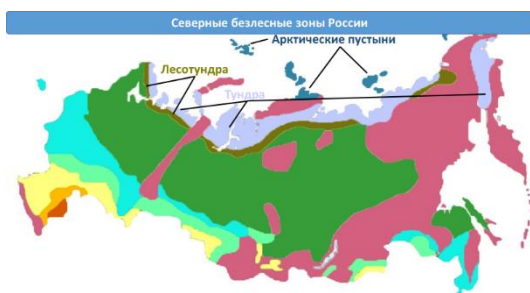 Северные безлесные зоны России
Арктические пустыни
Лесотундра
Тундра